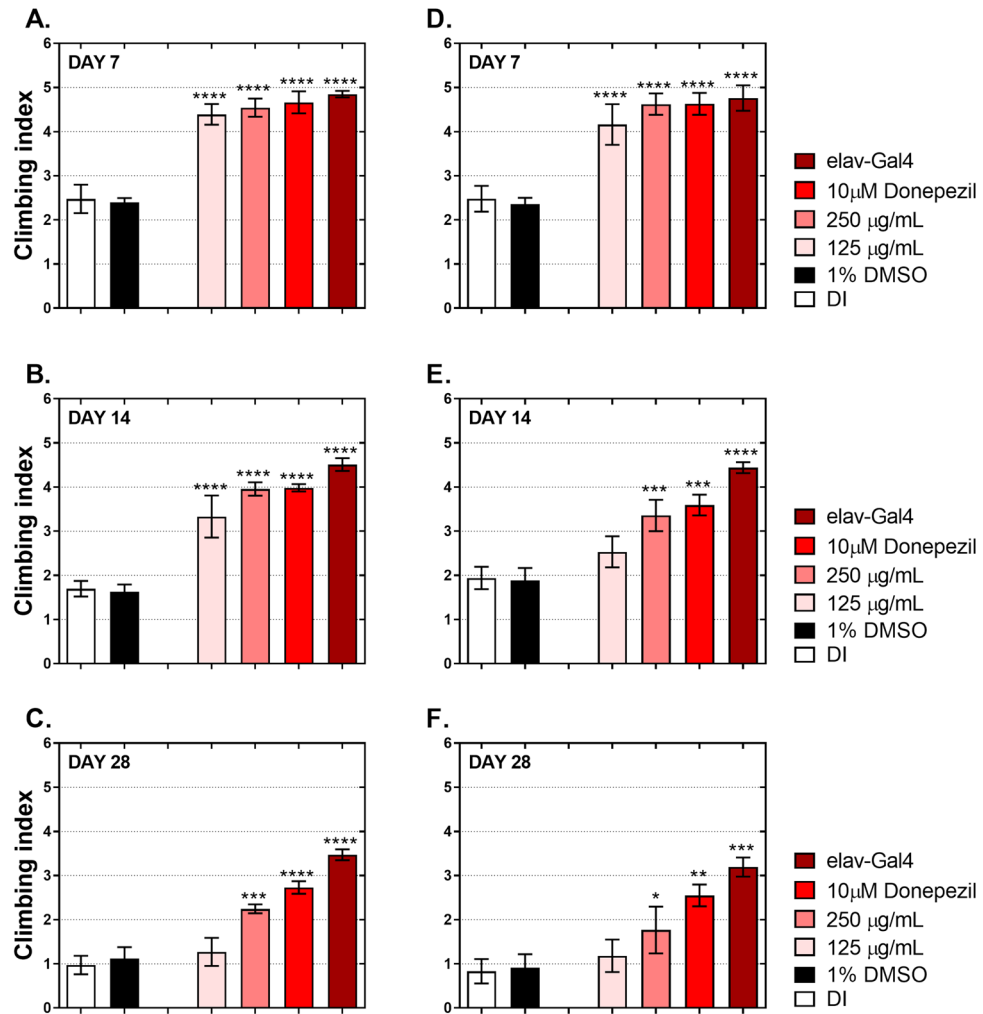 A.
DAY 7
Climbing index
6
5
4
3
2
1
0
**** **** **** ****
D.
DAY 7
6
5
4
3
2
1
0
**** **** **** ****
elav-Gal4
10µM Donepezil
250 µg/mL
125 µg/mL
1% DMSO
DI
B.
DAY 14
Climbing index
6
5
4
3
2
1
0
**** **** **** ****
E.
DAY 14
6
5
4
3
2
1
0
*** *** ****
elav-Gal4
10µM Donepezil
250 µg/mL
125 µg/mL
1% DMSO
DI
C.
DAY 28
Climbing index
6
5
4
3
2
1
0
*** **** ****
F.
DAY 28
6
5
4
3
2
1
0
* ** ***
elav-Gal4
10µM Donepezil
250 µg/mL
125 µg/mL
1% DMSO
DI